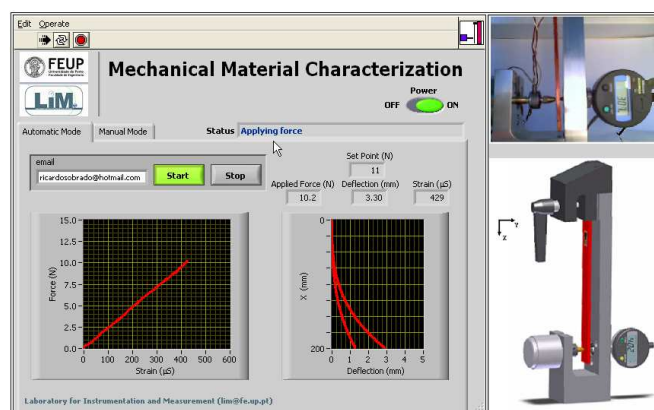 Edit Operate
FEUP
Mechanical Material Characterization
LiM
Power
OFF ON
Automatic Mode Manual Mode Status Applying force
email
ricardosobrado@hotmail.com Start Stop
Set Point (N)
11
Applied Force (N) Deflection (mm) Strain (µS)
10.2 3.30 429
15.0
12.5
10.0
7.5
5.0
2.5
0.0
Force (N)
0 100 200 300 400 500 600
Strain (µS)
0
X (mm)
200
0 1 2 3 4 5
Deflection (mm)
Laboratory for Instrumentation and Measurement (lim@fe.up.pt)
Y
Z